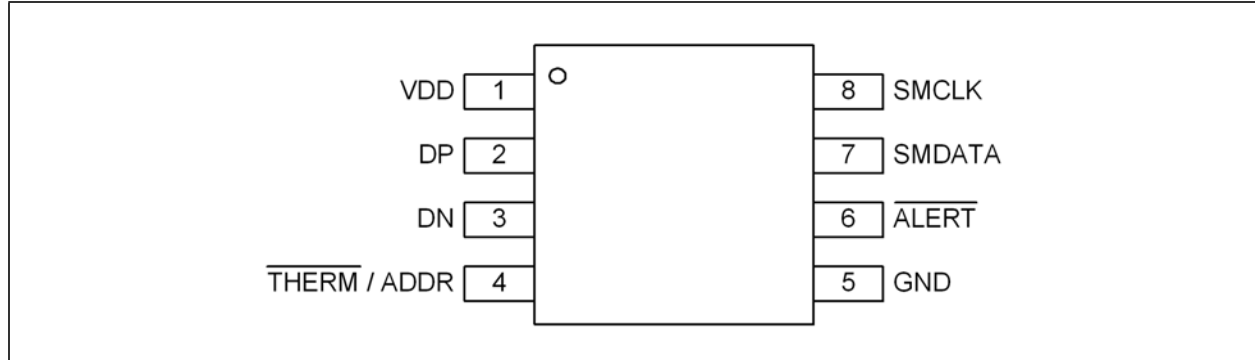 VDD 1 8 SMCLK
DP 2 7 SMDATA
DN 3 6 ALERT
THERM / ADDR 4 5 GND